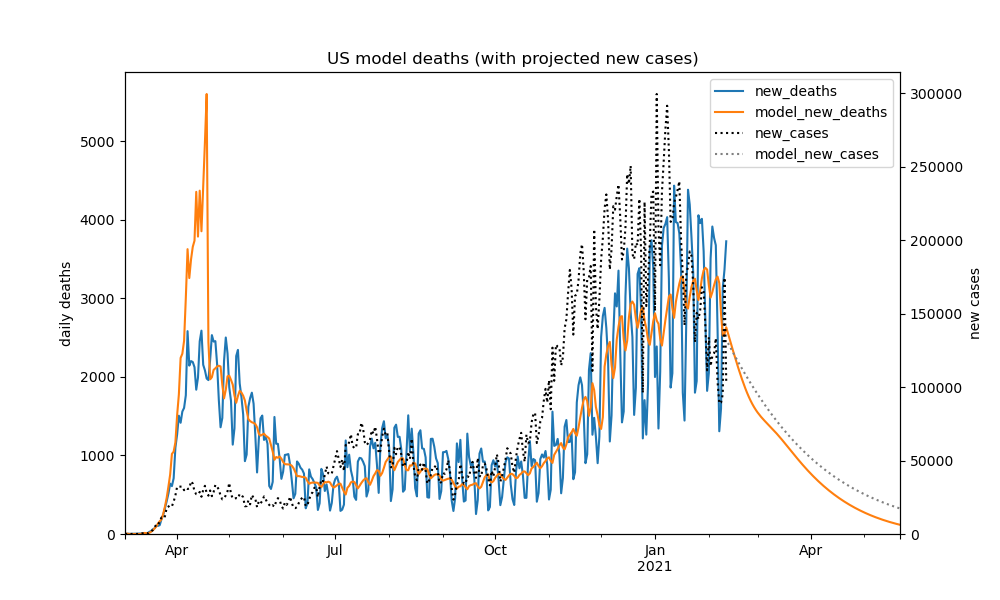 US model deaths (with projected new cases)
new_deaths
model_new_deaths
new_cases
model_new_cases
daily deaths
5000
4000
3000
2000
1000
0
300000
250000
200000
150000
100000
50000
0
new cases
Apr
Jul
Oct
Jan
2021
Apr